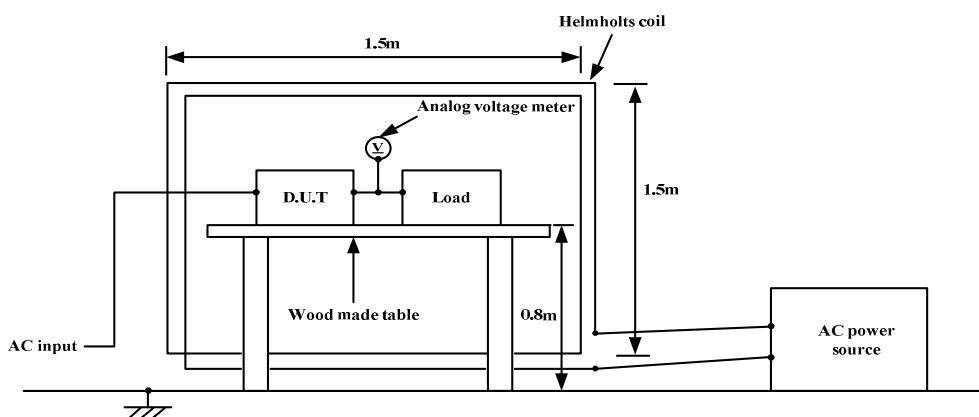 Helmholts coil
1.5m
Analog voltage meter
V
D.U.T
Load
1.5m
Wood made table
0.8m
AC input
AC power
source